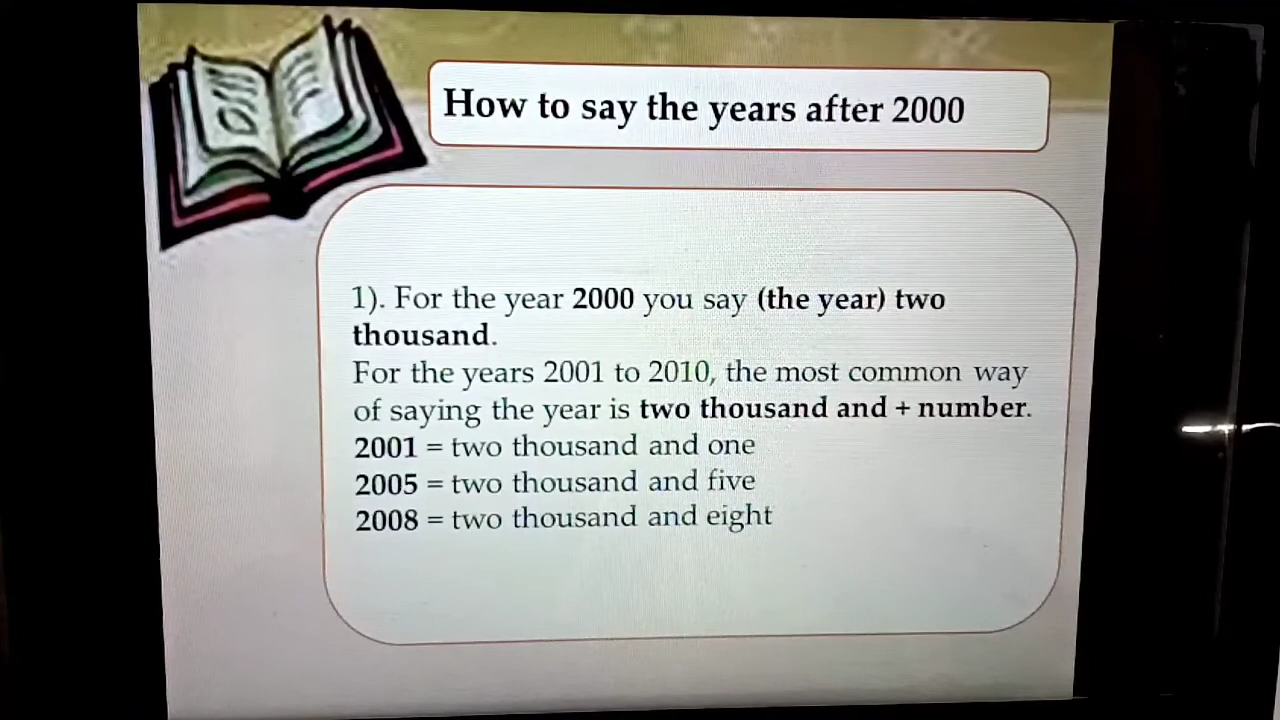 How to say the years after 2000
1). For the year 2000 you say (the year) two
thousand.
For the years 2001 to 2010, the most common way
of saying the year is two thousand and + number.
2001 = two thousand and one
2005 = two thousand and five
2008 = two thousand and eight